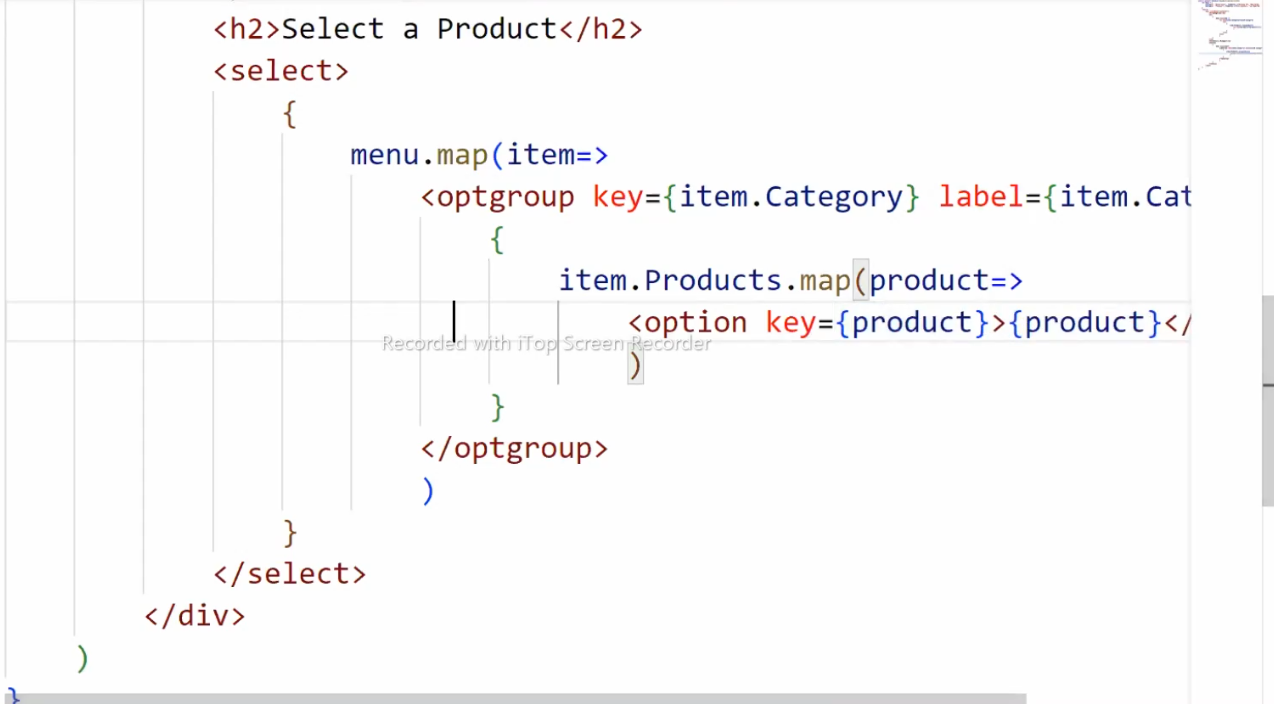 <h2>Select a Product</h2>
<select>
{
menu.map(item=>
<optgroup key={item.Category} label={item.Cat
{
item.Products.map(product=>
<option key={product}>{product}</
Recorded with iTop Screen Recorder
)
}
</optgroup>
)
}
</select>
</div>
)
}